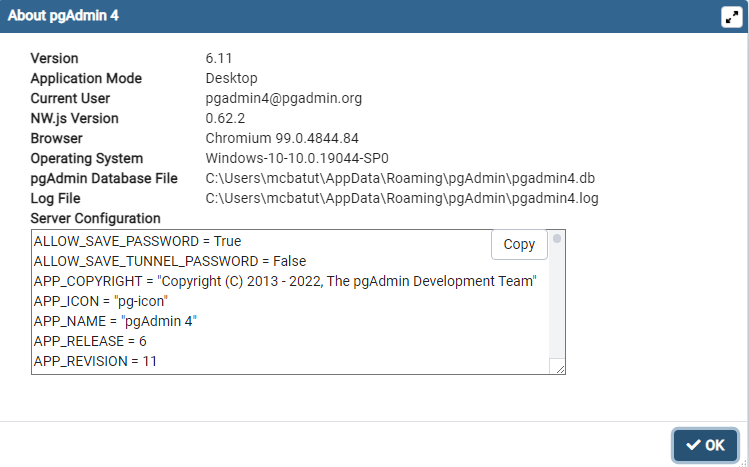 About pgAdmin 4
Version 6.11
Application Mode Desktop
Current User pgadmin4@pgadmin.org
NW.js Version 0.62.2
Browser Chromium 99.0.4844.84
Operating System Windows-10-10.0.19044-SP0
pgAdmin Database File C:\Users\mcbatut\AppData\Roaming\pgAdmin\pgadmin4.db
Log File C:\Users\mcbatut\AppData\Roaming\pgAdmin\pgadmin4.log
Server Configuration
ALLOW_SAVE_PASSWORD = True
Copy
ALLOW_SAVE_TUNNEL_PASSWORD = False
APP_COPYRIGHT = "Copyright (C) 2013 - 2022, The pgAdmin Development Team"
APP_ICON = "pg-icon"
APP_NAME = "pgAdmin 4"
APP_RELEASE = 6
APP_REVISION = 11
OK